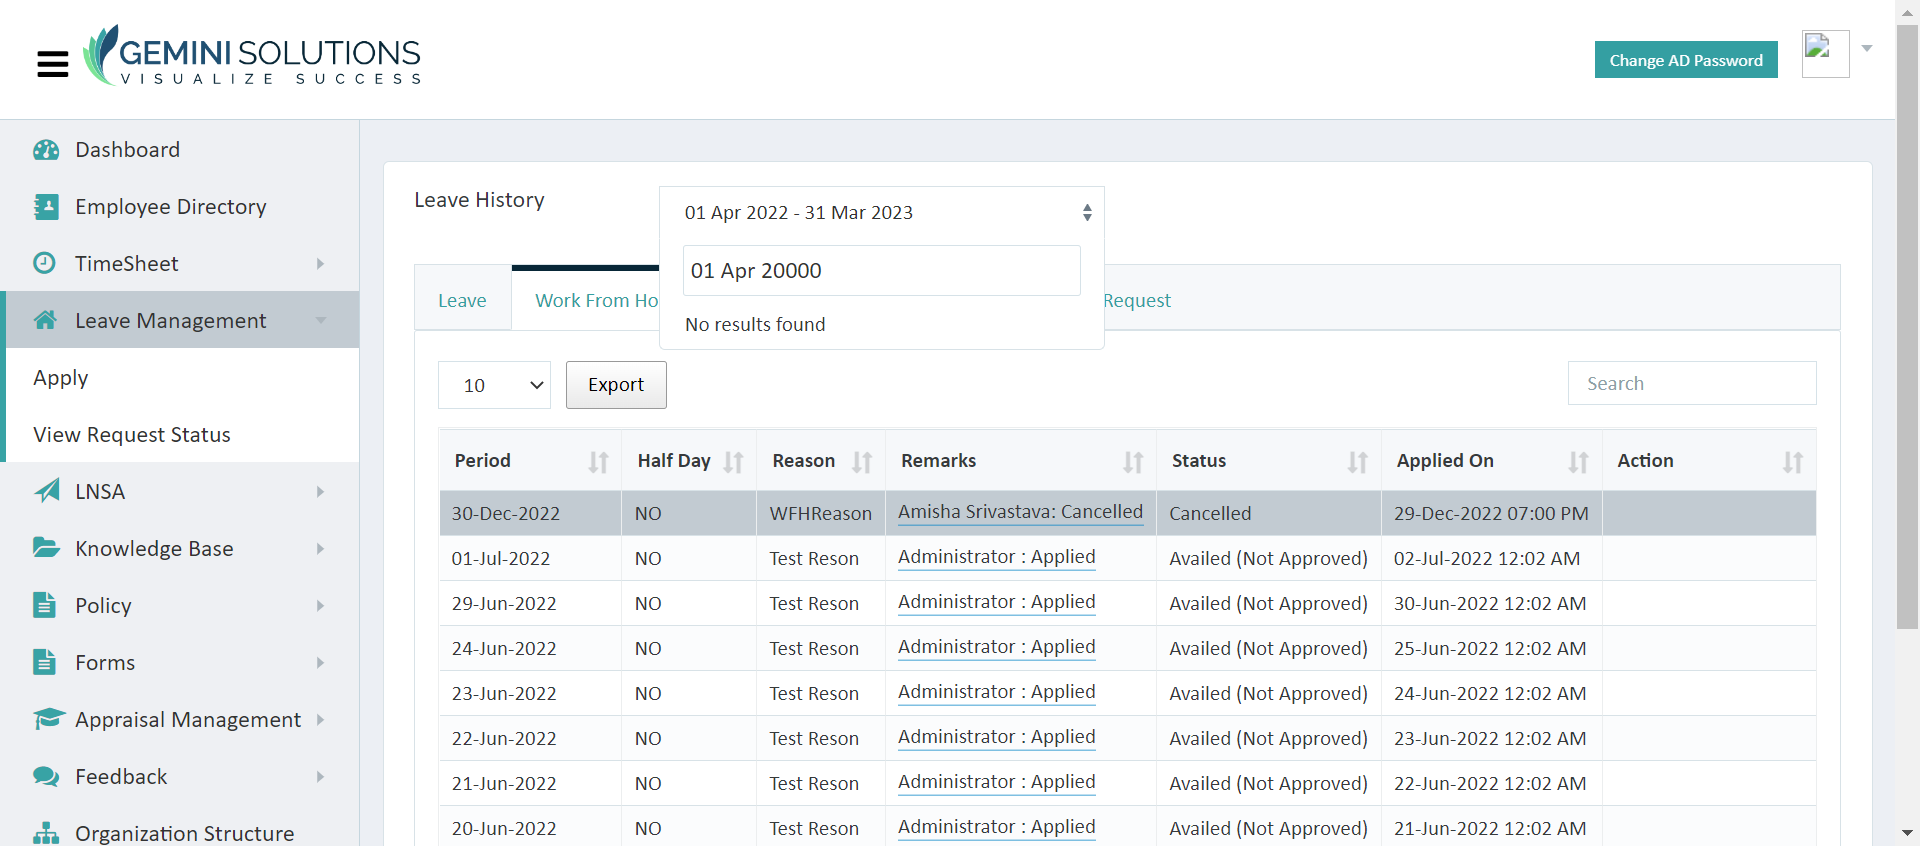 GEMINI SOLUTIONS
VISUALIZE SUCCESS
Change AD Password
Dashboard
Employee Directory
TimeSheet
Leave Management
Apply
View Request Status
LNSA
Knowledge Base
Policy
Forms
Appraisal Management
Feedback
Organization Structure
Leave History
01 Apr 2022 - 31 Mar 2023
01 Apr 20000
No results found
Leave Work From Ho Request
10 Export Search
Period Half Day Reason Remarks Status Applied On Action
30-Dec-2022 NO WFHReason Amisha Srivastava: Cancelled Cancelled 29-Dec-2022 07:00 PM
01-Jul-2022 NO Test Reson Administrator : Applied Availed (Not Approved) 02-Jul-2022 12:02 AM
29-Jun-2022 NO Test Reson Administrator : Applied Availed (Not Approved) 30-Jun-2022 12:02 AM
24-Jun-2022 NO Test Reson Administrator : Applied Availed (Not Approved) 25-Jun-2022 12:02 AM
23-Jun-2022 NO Test Reson Administrator : Applied Availed (Not Approved) 24-Jun-2022 12:02 AM
22-Jun-2022 NO Test Reson Administrator : Applied Availed (Not Approved) 23-Jun-2022 12:02 AM
21-Jun-2022 NO Test Reson Administrator : Applied Availed (Not Approved) 22-Jun-2022 12:02 AM
20-Jun-2022 NO Test Reson Administrator : Applied Availed (Not Approved) 21-Jun-2022 12:02 AM